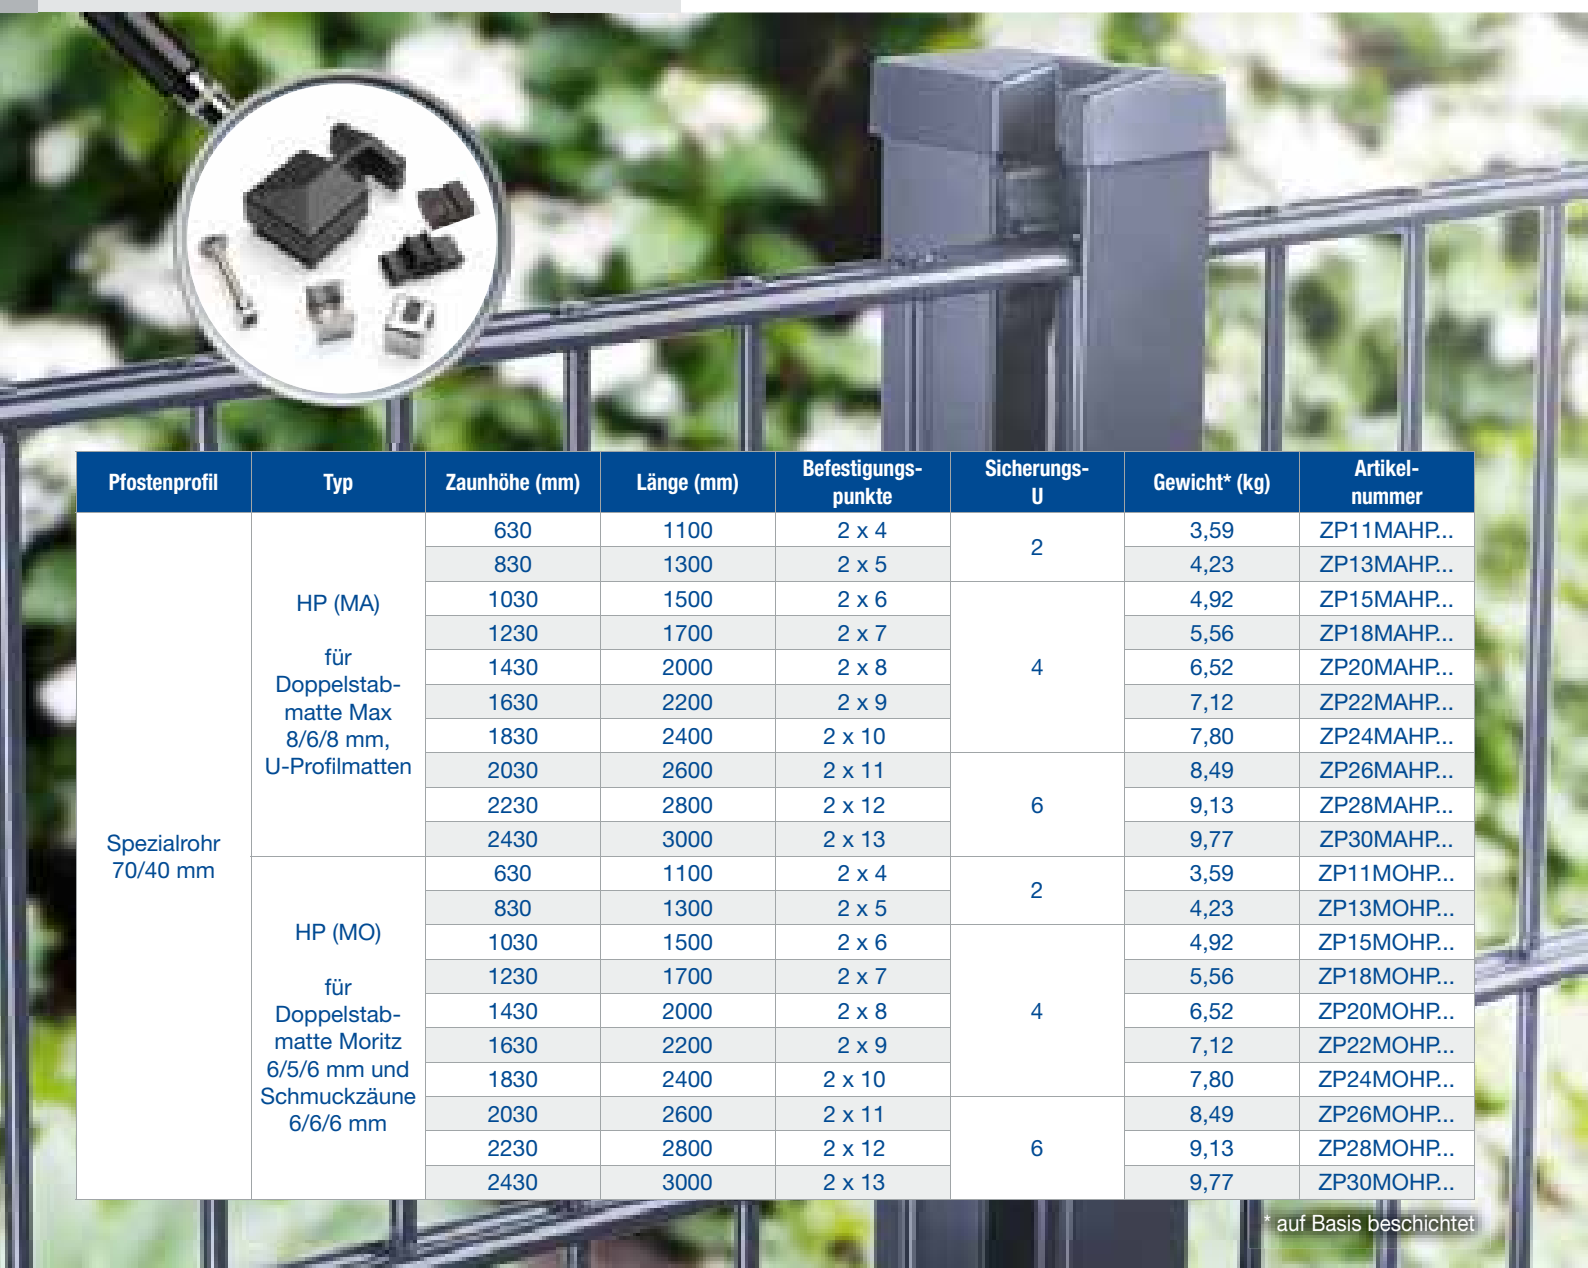 Pfostenprofil Typ Zaunhöhe (mm) Länge (mm) Befestigungs- Sicherungs- Gewicht* (kg) Artikel-
punkte U nummer
630 1100 2 x 4 3,59 ZP11MAHP...
2
830 1300 2 x 5 4,23 ZP13MAHP...
HP (MA) 1030 1500 2 x 6 4,92 ZP15MAHP...
1230 1700 2 x 7 5,56 ZP18MAHP...
für
1430 2000 2 x 8 4 6,52 ZP20MAHP...
Doppelstab-
1630 2200 2 x 9 7,12 ZP22MAHP...
matte Max
8/6/8 mm, 1830 2400 2 x 10 7,80 ZP24MAHP...
U-Profilmatten 2030 2600 2 x 11 8,49 ZP26MAHP...
2230 2800 2 x 12 6 9,13 ZP28MAHP...
Spezialrohr 2430 3000 2 x 13 9,77 ZP30MAHP...
70/40 mm 630 1100 2 x 4 3,59 ZP11MOHP...
2
830 1300 2 x 5 4,23 ZP13MOHP...
HP (MO) 1030 1500 2 x 6 4,92 ZP15MOHP...
1230 1700 2 x 7 5,56 ZP18MOHP...
für
Doppelstab- 1430 2000 2 x 8 4 6,52 ZP20MOHP...
matte Moritz 1630 2200 2 x 9 7,12 ZP22MOHP...
6/5/6 mm und 1830 2400 2 x 10 7,80 ZP24MOHP...
Schmuckzäune
6/6/6 mm 2030 2600 2 x 11 8,49 ZP26MOHP...
2230 2800 2 x 12 6 9,13 ZP28MOHP...
2430 3000 2 x 13 9,77 ZP30MOHP...
* auf Basis beschichtet